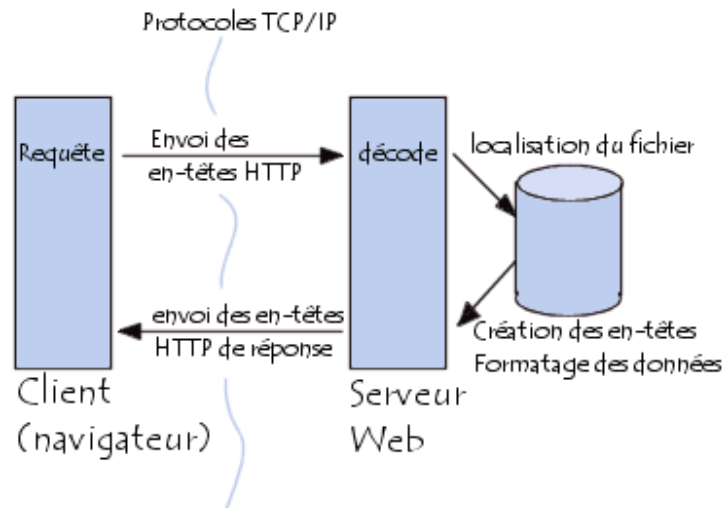 Protocoles TCP/IP
Requête
Envoi des
en-têtes HTTP
décode
localisation du fichier
envoi des en-têtes
HTTP de réponse
Création des en-têtes
Formatage des données
Client
(navigateur)
Serveur
Web